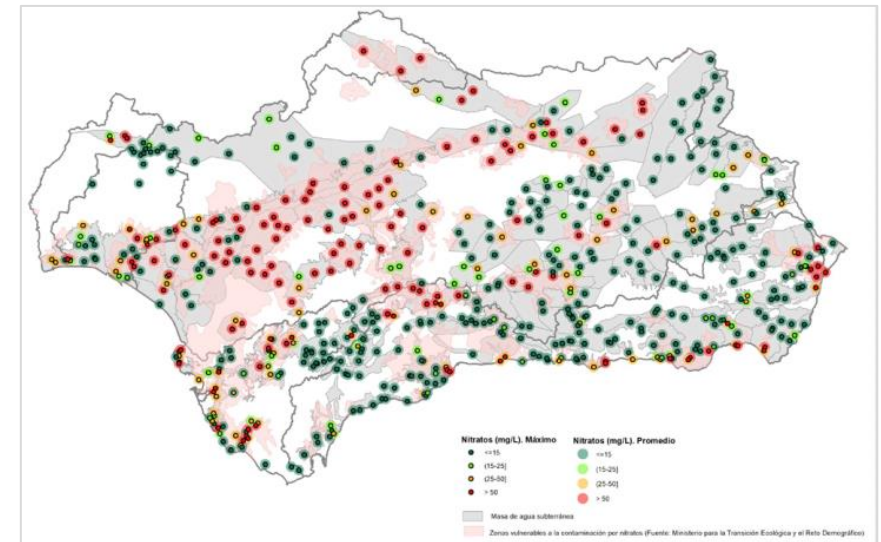 Nitratos (mg/L). Máximo
<=15
(15-25]
(25-50]
> 50
Nitratos (mg/L). Promedio
<=15
(15-25]
(25-50]
> 50
Masa de agua subterránea
Zonas vulnerables a la contaminación por nitratos (Fuente: Ministerio para la Transición Ecológica y el Reto Demográfico)